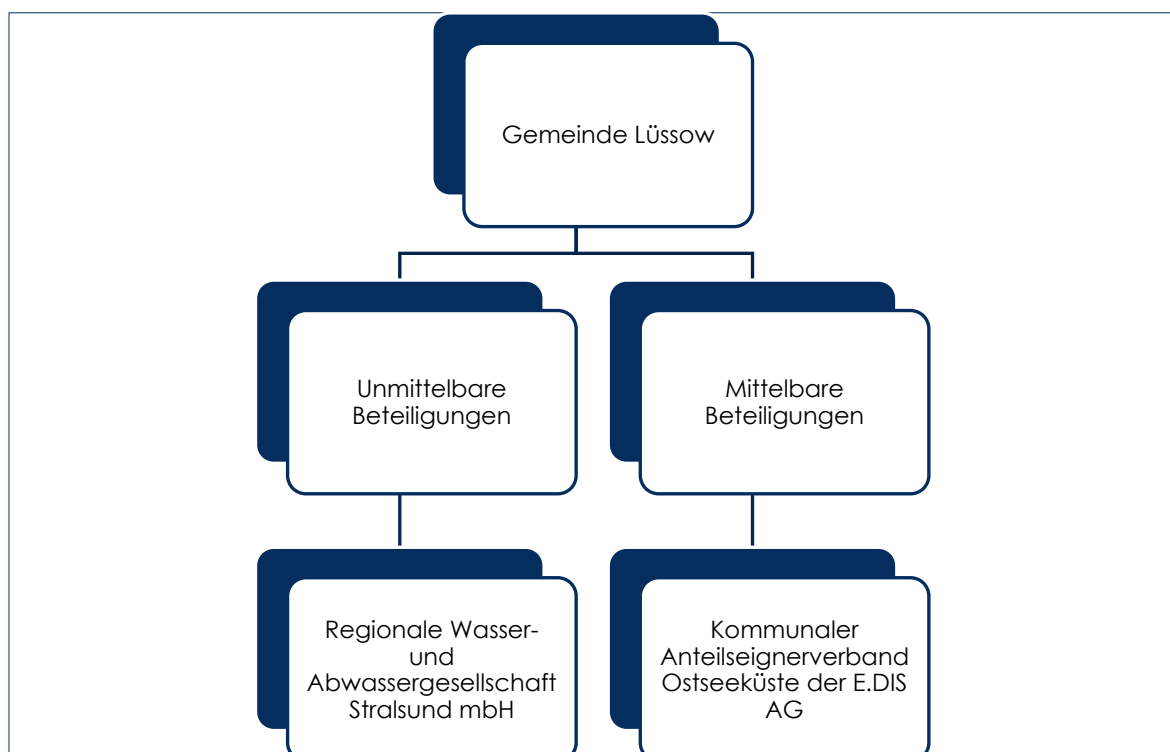 Gemeinde Lüssow
Unmittelbare
Beteiligungen
Mittelbare
Beteiligungen
Regionale Wasser-
und
Abwassergesellschaft
Stralsund mbH
Kommunaler
Anteilseignerverband
Ostseeküste der E.DIS
AG